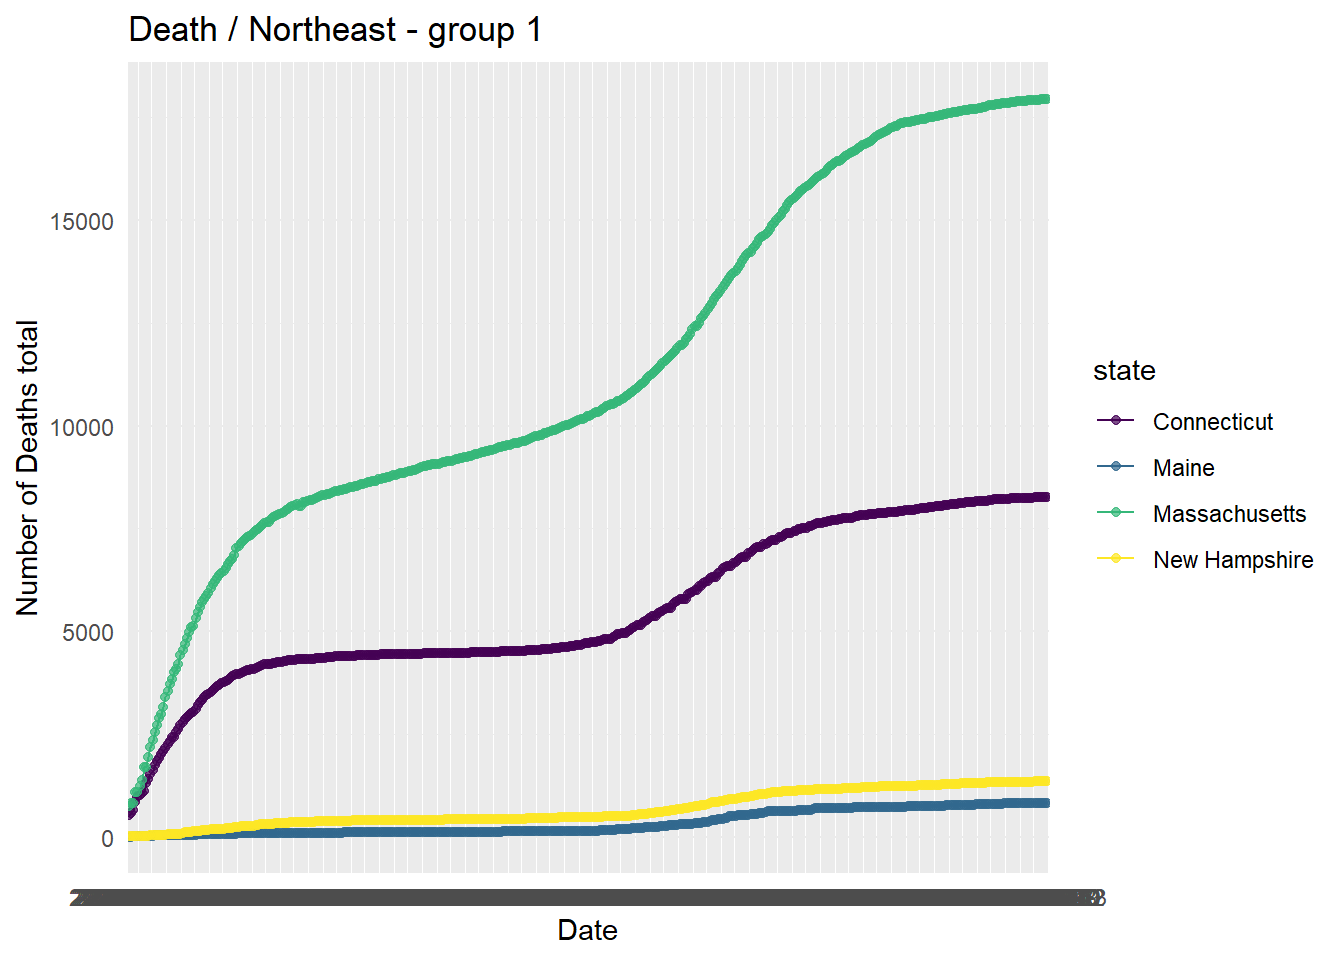 Death / Northeast - group 1
Number of Deaths total
15000
10000
5000
0
Date
state
Connecticut
Maine
Massachusetts
New Hampshire